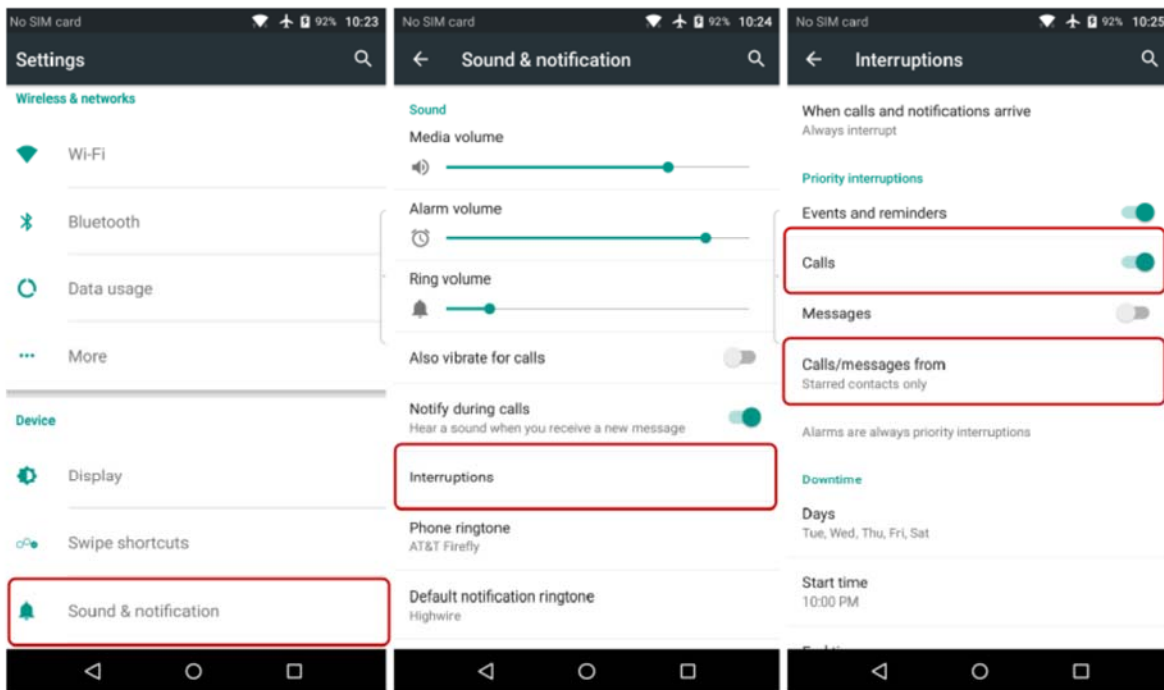 No SIM card 92% 10:23
Settings
Wireless & networks
Wi-Fi
Bluetooth
Data usage
More
Device
Display
Swipe shortcuts
Sound & notification
No SIM card 92% 10:24
Sound & notification
Sound
Media volume
Alarm volume
Ring volume
Also vibrate for calls
Notify during calls
Hear a sound when you receive a new message
Interruptions
Phone ringtone
AT&T Firefly
Default notification ringtone
Highwire
No SIM card 92% 10:25
Interruptions
When calls and notifications arrive
Always interrupt
Priority interruptions
Events and reminders
Calls
Messages
Calls/messages from
Starred contacts only
Alarms are always priority interruptions
Downtime
Days
Tue, Wed, Thu, Fri, Sat
Start time
10:00 PM